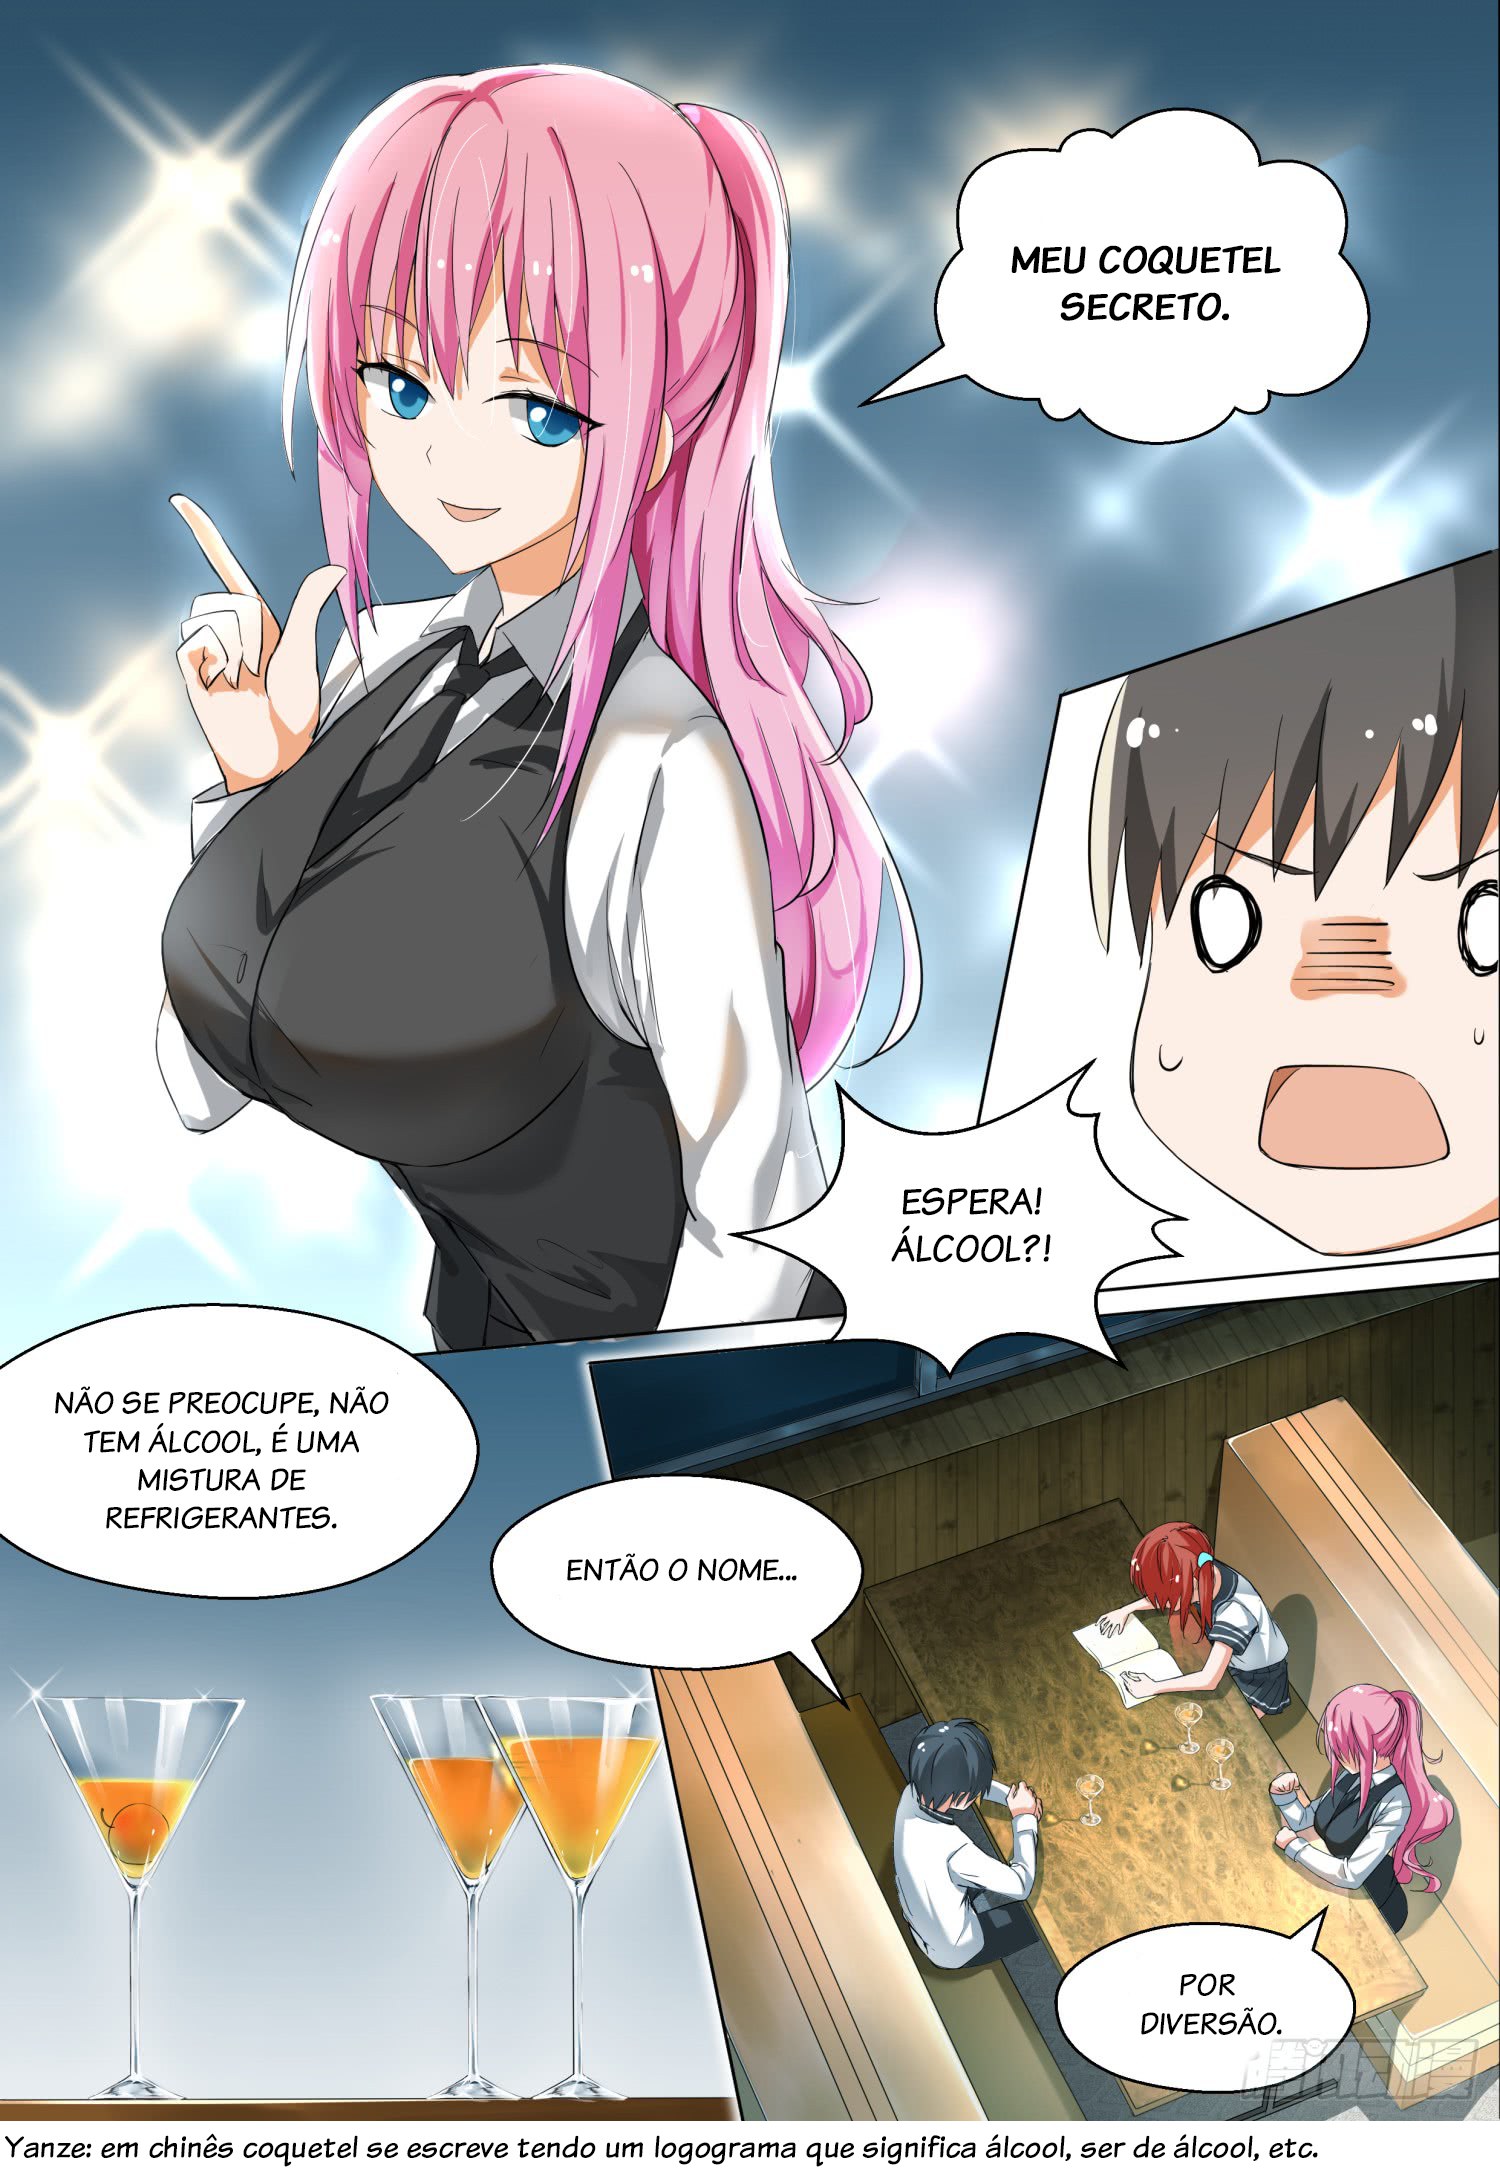 MEU COQUETEL
SECRETO.
ESPERA!
ÁLCOOL?!
NÃO SE PREOCUPE, NÃO
TEM ÁLCOOL, É UMA
MISTURA DE
REFRIGERANTES.
ENTÃO O NOME...
POR
DIVERSÃO.
Yanze: em chinês coquetel se escreve tendo um logograma que significa álcool, ser de álcool, etc.